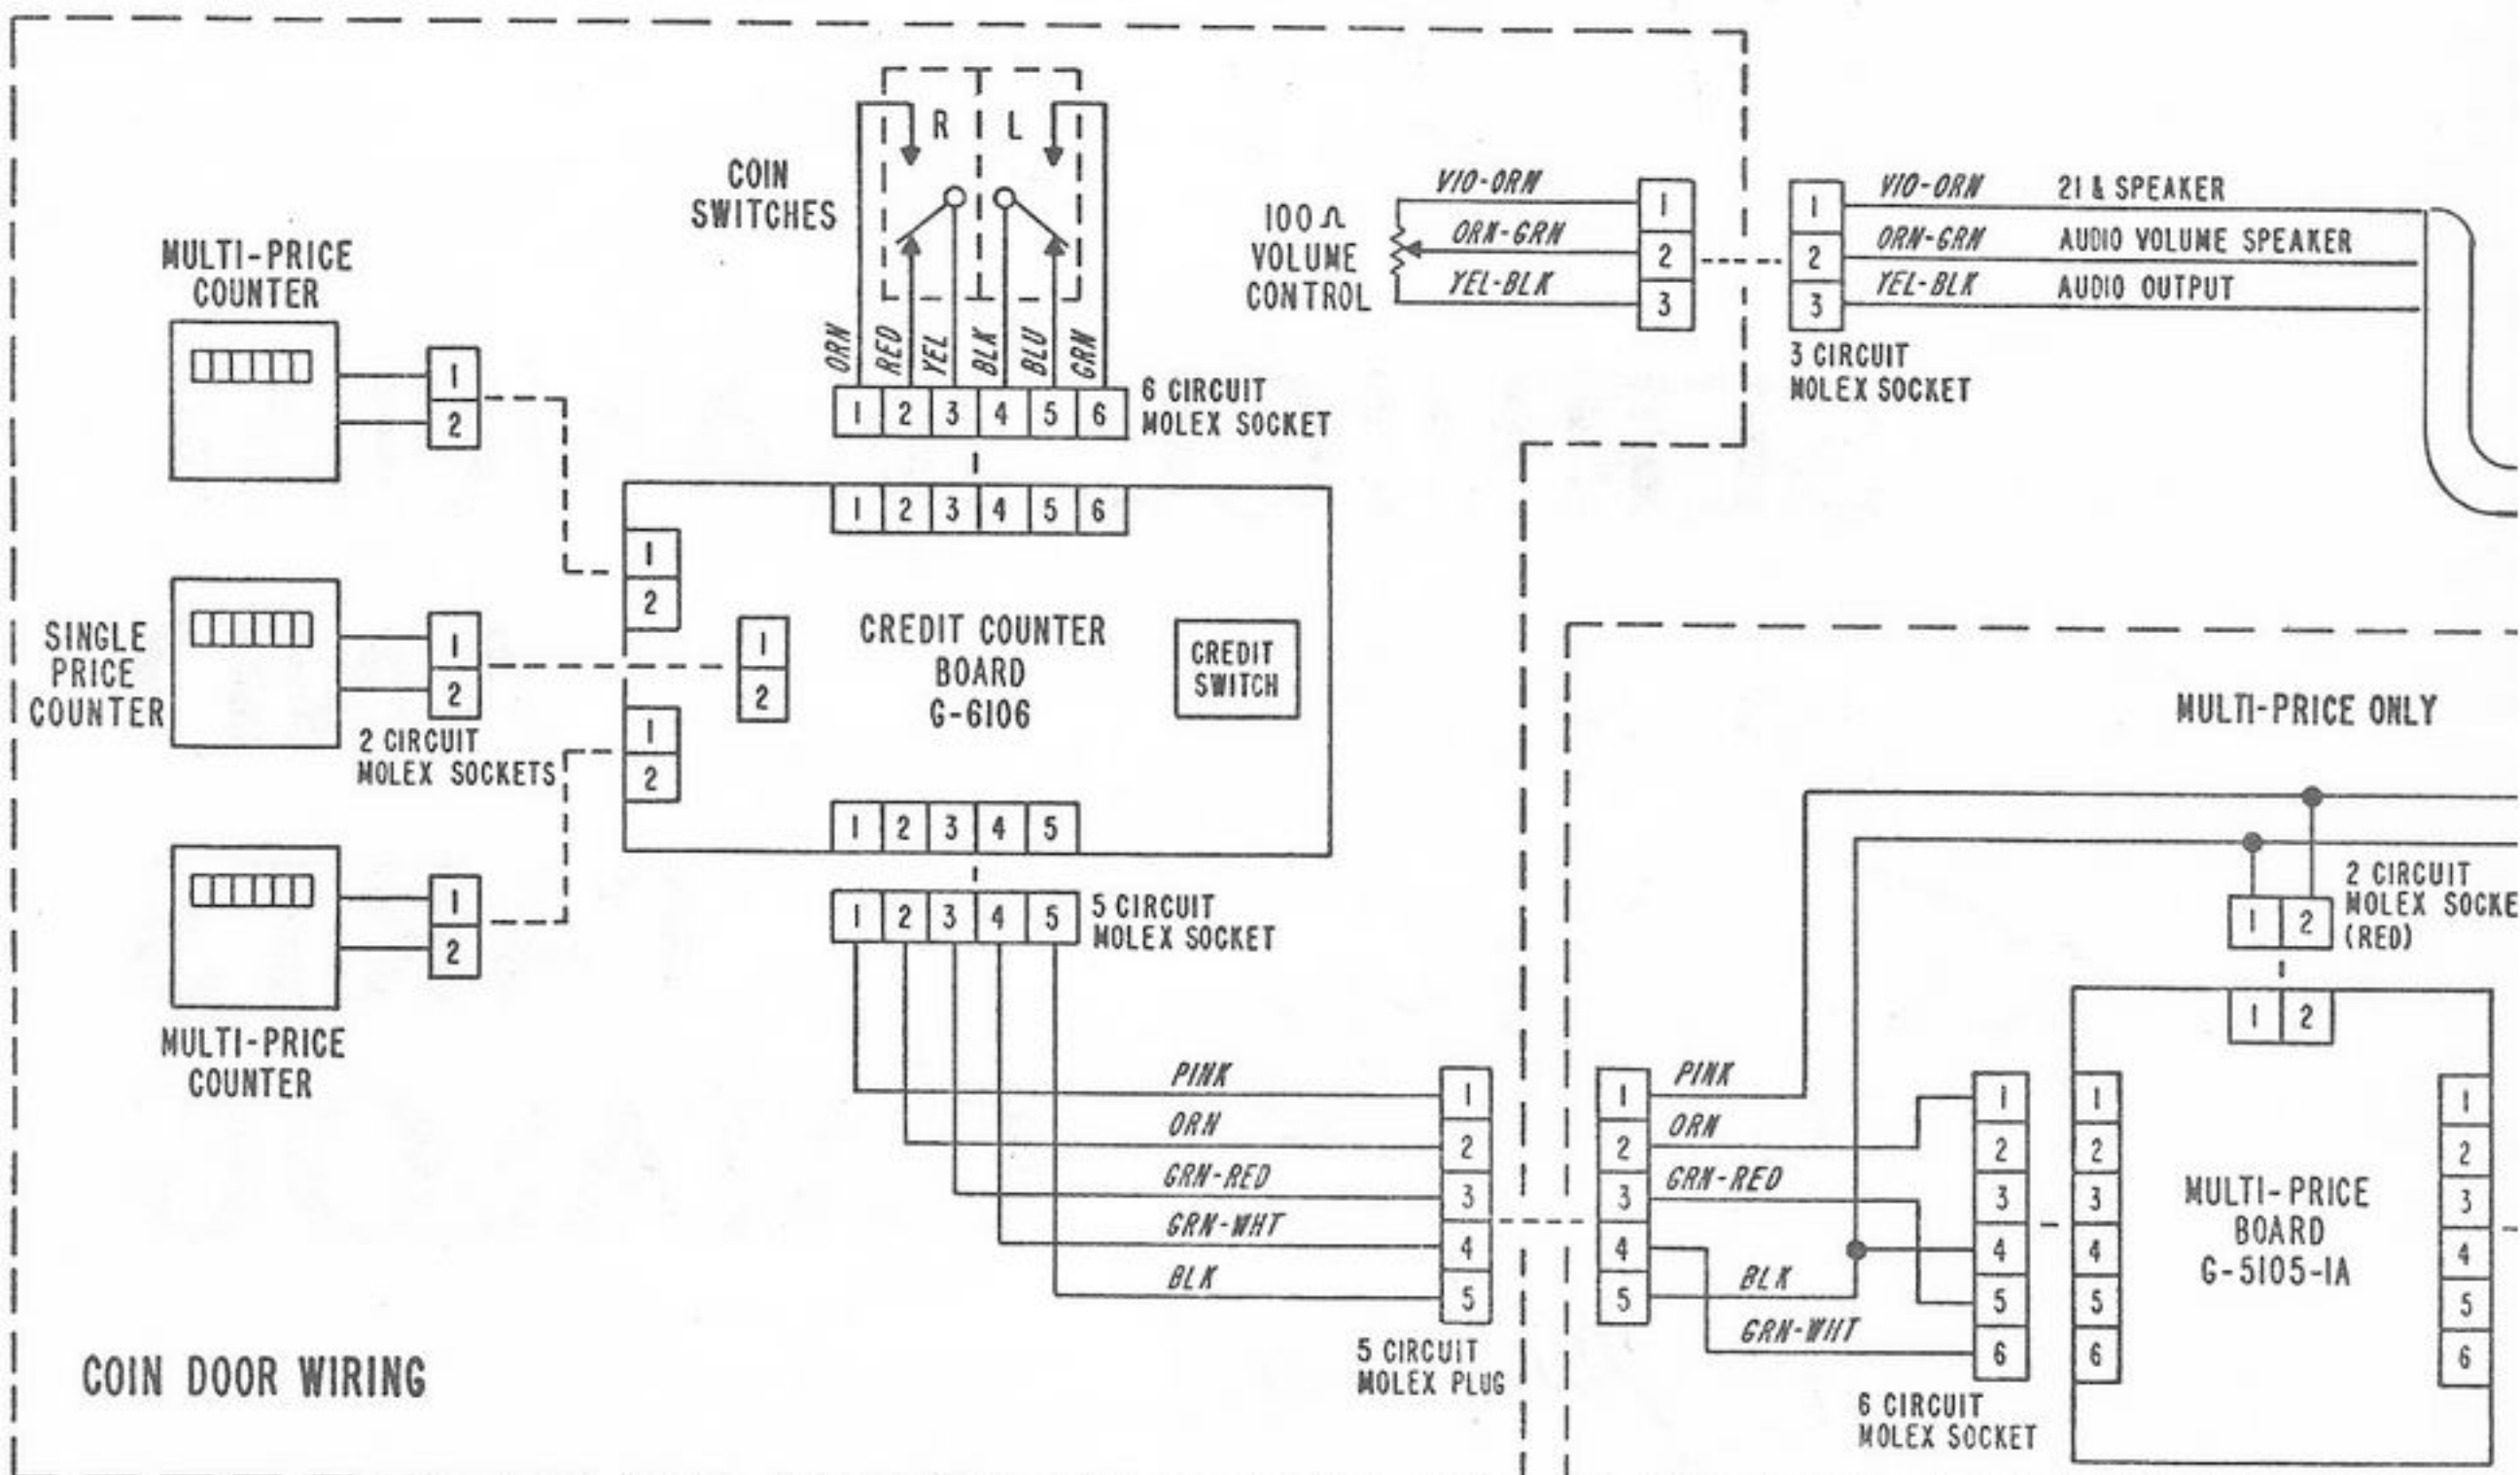 COIN
SWITCHES
R
L
ORN
RED
YEL
BLK
BLU
GRN
1 2 3 4 5 6
6 CIRCUIT
MOLEX SOCKET
100 Ω
VOLUME
CONTROL
VIO-ORN
ORN-GRN
YEL-BLK
1
2
3
1
2
3
VIO-ORN 21 & SPEAKER
ORN-GRN AUDIO VOLUME SPEAKER
YEL-BLK AUDIO OUTPUT
3 CIRCUIT
MOLEX SOCKET
MULTI-PRICE
COUNTER
1
2
SINGLE
PRICE
COUNTER
1
2
2 CIRCUIT
MOLEX SOCKETS
1
2
MULTI-PRICE
COUNTER
1 2 3 4 5 6
1
2
1
2
1
2
CREDIT COUNTER
BOARD
G-6106
CREDIT
SWITCH
1 2 3 4 5
1 2 3 4 5
5 CIRCUIT
MOLEX SOCKET
PINK
ORN
GRN-RED
GRN-WHT
BLK
1
2
3
4
5
5 CIRCUIT
MOLEX PLUG
COIN DOOR WIRING
MULTI-PRICE ONLY
2 CIRCUIT
MOLEX SOCKE
(RED)
1 2
1 2
1
2
3
4
5
PINK
ORN
GRN-RED
BLK
GRN-WHT
1
2
3
4
5
6
6 CIRCUIT
MOLEX SOCKET
1
2
3
4
5
6
MULTI-PRICE
BOARD
G-5105-1A
1
2
3
4
5
6